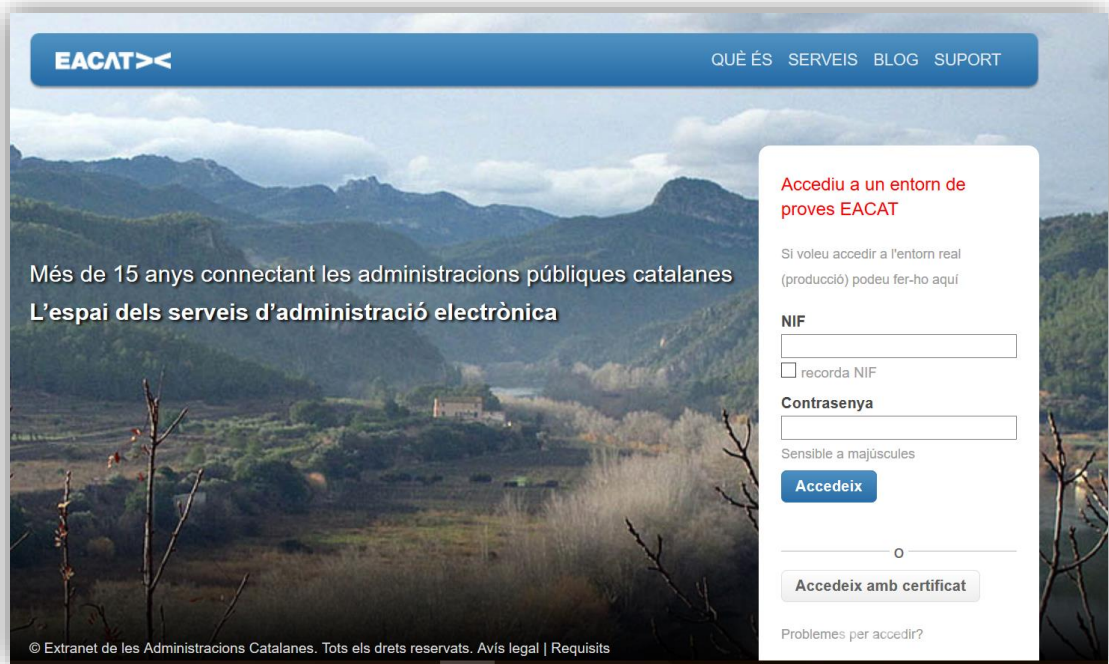 EACAT
QUÈ ÉS SERVEIS BLOG SUPORT
Més de 15 anys connectant les administracions públiques catalanes
L'espai dels serveis d'administració electrònica
Accediu a un entorn de
proves EACAT
Si voleu accedir a l'entorn real
(producció) podeu fer-ho aquí
NIF
recorda NIF
Contrasenya
Sensible a majúscules
Accedeix
O
Accedeix amb certificat
Problemes per accedir?
© Extranet de les Administracions Catalanes. Tots els drets reservats. Avís legal | Requisits